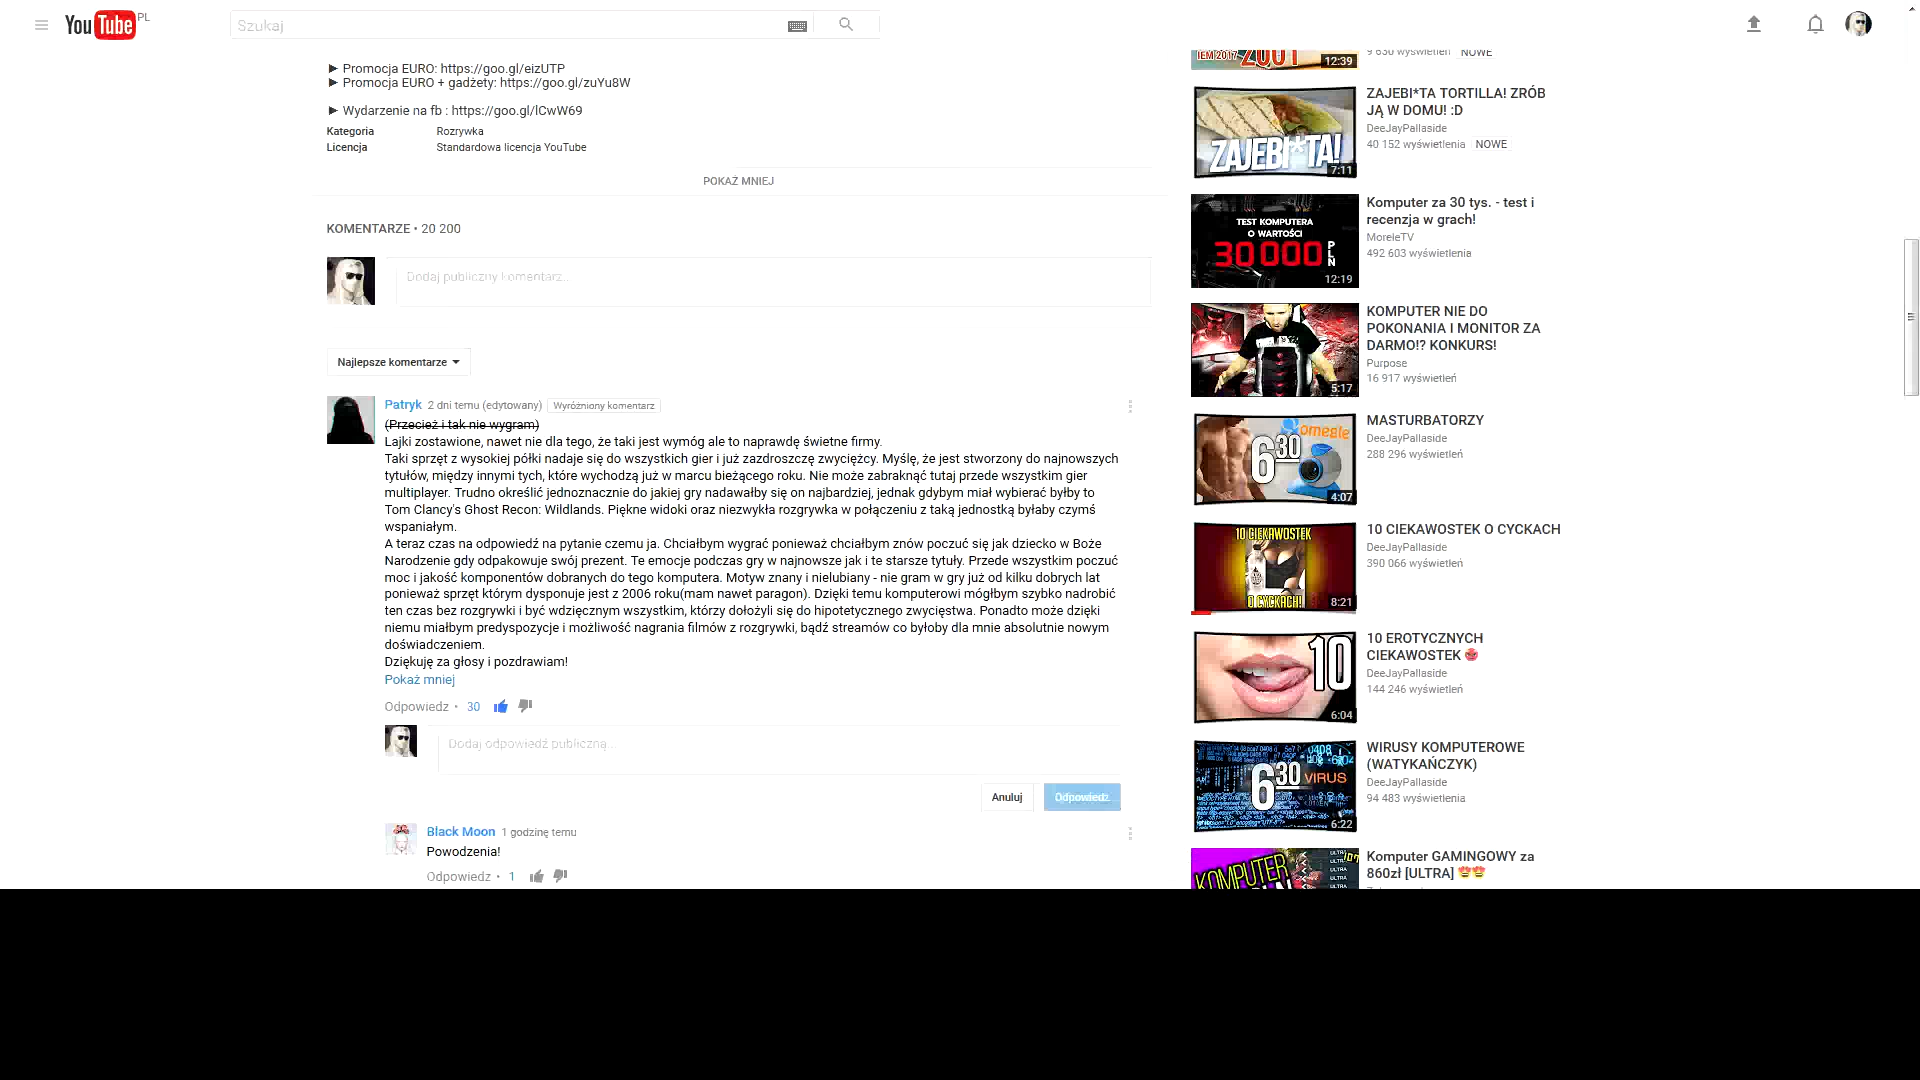 YouTube PL
Szukaj
► Promocja EURO: https://goo.gl/eizUTP
► Promocja EURO + gadżety: https://goo.gl/zuYu8W
► Wydarzenie na fb : https://goo.gl/lCwW69
Kategoria Rozrywka
Licencja Standardowa licencja YouTube
POKAŻ MNIEJ
KOMENTARZE • 20 200
Dodaj publiczny komentarz...
Najlepsze komentarze
Patryk 2 dni temu (edytowany) Wyróżniony komentarz
(Przecież i tak nie wygram)
Lajki zostawione, nawet nie dla tego, że taki jest wymóg ale to naprawdę świetne firmy.
Taki sprzęt z wysokiej półki nadaje się do wszystkich gier i już zazdroszczę zwycięzcy. Myślę, że jest stworzony do najnowszych
tytułów, między innymi tych, które wychodzą już w marcu bieżącego roku. Nie może zabraknąć tutaj przede wszystkim gier
multiplayer. Trudno określić jednoznacznie do jakiej gry nadawałby się on najbardziej, jednak gdybym miał wybierać byłby to
Tom Clancy's Ghost Recon: Wildlands. Piękne widoki oraz niezwykła rozgrywka w połączeniu z taką jednostką byłaby czymś
wspaniałym.
A teraz czas na odpowiedź na pytanie czemu ja. Chciałbym wygrać ponieważ chciałbym znów poczuć się jak dziecko w Boże
Narodzenie gdy odpakowuje swój prezent. Te emocje podczas gry w najnowsze jak i te starsze tytuły. Przede wszystkim poczuć
moc i jakość komponentów dobranych do tego komputera. Motyw znany i nielubiany - nie gram w gry już od kilku dobrych lat
ponieważ sprzęt którym dysponuje jest z 2006 roku(mam nawet paragon). Dzięki temu komputerowi mógłbym szybko nadrobić
ten czas bez rozgrywki i być wdzięcznym wszystkim, którzy dołożyli się do hipotetycznego zwycięstwa. Ponadto może dzięki
niemu miałbym predyspozycje i możliwość nagrania filmów z rozgrywki, bądź streamów co byłoby dla mnie absolutnie nowym
doświadczeniem.
Dziękuję za głosy i pozdrawiam!
Pokaż mniej
Odpowiedz • 30
Dodaj odpowiedź publiczną...
Anuluj Odpowiedz
Black Moon 1 godzinę temu
Powodzenia!
Odpowiedz • 1
IEM 2017
12:39
9 630 wyświetleń NOWE
ZAJEBI*TA!
7:11
ZAJEBI*TA TORTILLA! ZRÓB
JĄ W DOMU! :D
DeeJayPallaside
40 152 wyświetlenia NOWE
TEST KOMPUTERA
O WARTOŚCI
30 000 PLN
12:19
Komputer za 30 tys. - test i
recenzja w grach!
MoreleTV
492 603 wyświetlenia
5:17
KOMPUTER NIE DO
POKONANIA I MONITOR ZA
DARMO!? KONKURS!
Purpose
16 917 wyświetleń
omegle
630
4:07
MASTURBATORZY
DeeJayPallaside
288 296 wyświetleń
10 CIEKAWOSTEK
O CYCKACH!
8:21
10 CIEKAWOSTEK O CYCKACH
DeeJayPallaside
390 066 wyświetleń
10
6:04
10 EROTYCZNYCH
CIEKAWOSTEK 👹
DeeJayPallaside
144 246 wyświetleń
630
VIRUS
6:22
WIRUSY KOMPUTEROWE
(WATYKAŃCZYK)
DeeJayPallaside
94 483 wyświetlenia
KOMPUTER
Komputer GAMINGOWY za
860zł [ULTRA] 😍😍